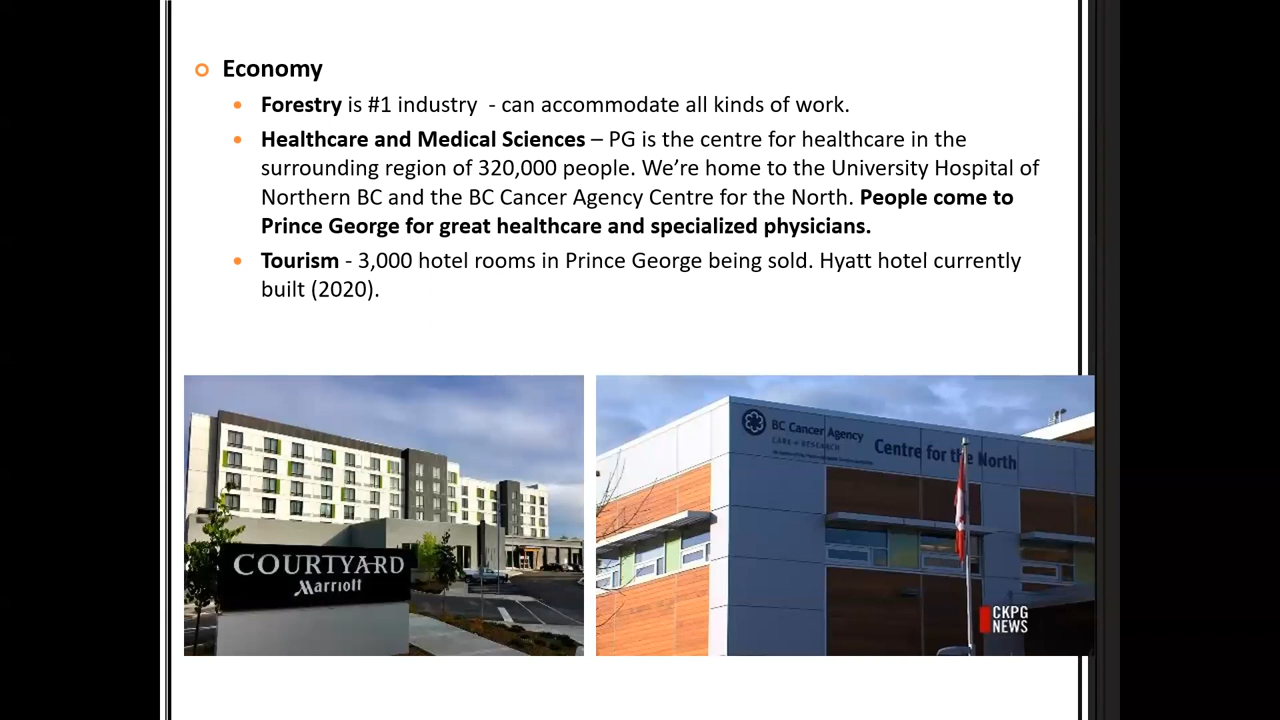 Economy
Forestry is #1 industry  - can accommodate all kinds of work.
Healthcare and Medical Sciences – PG is the centre for healthcare in the
surrounding region of 320,000 people. We’re home to the University Hospital of
Northern BC and the BC Cancer Agency Centre for the North. People come to
Prince George for great healthcare and specialized physicians.
Tourism - 3,000 hotel rooms in Prince George being sold. Hyatt hotel currently
built (2020).
COURTYARD
Marriott
BC Cancer Agency
CARE + RESEARCH
Centre for the North
CKPG
NEWS